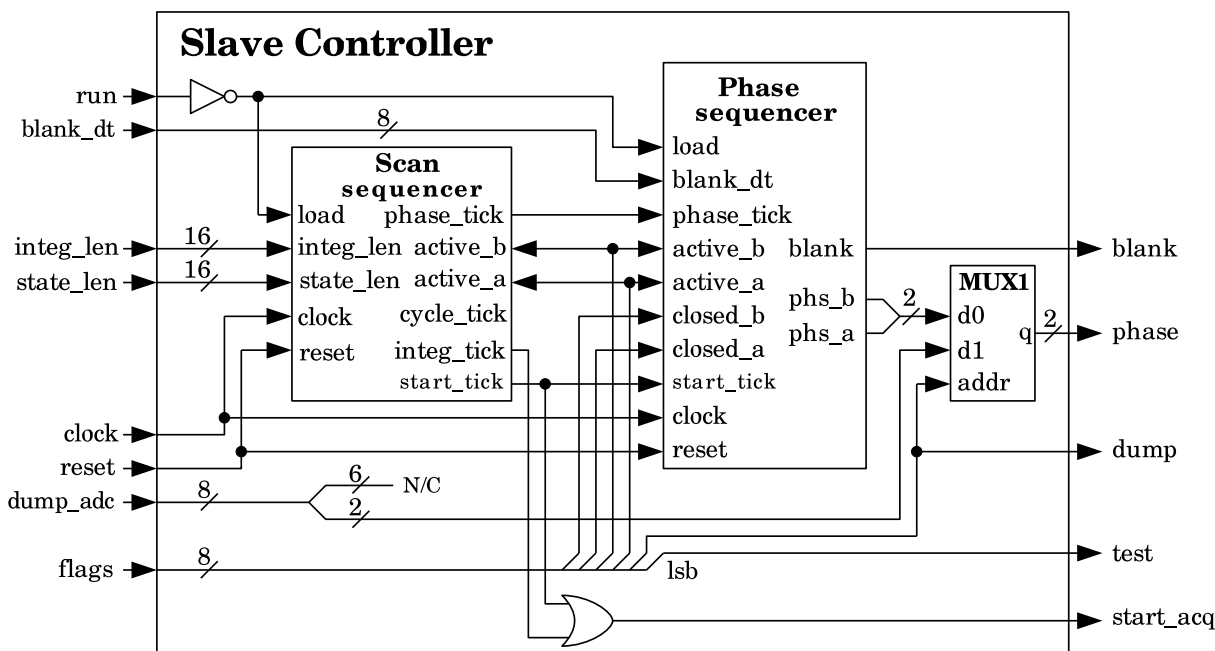 Slave Controller
run
blank_dt
8
integ_len
16
state_len
16
clock
reset
dump_adc
8
6
N/C
2
flags
8
lsb
Scan
sequencer
load
phase_tick
integ_len
active_b
state_len
active_a
clock
cycle_tick
reset
integ_tick
start_tick
Phase
sequencer
load
blank_dt
phase_tick
active_b
blank
active_a
closed_b
phs_b
closed_a
phs_a
start_tick
clock
reset
2
MUX1
d0
q
d1
addr
2
blank
phase
dump
test
start_acq